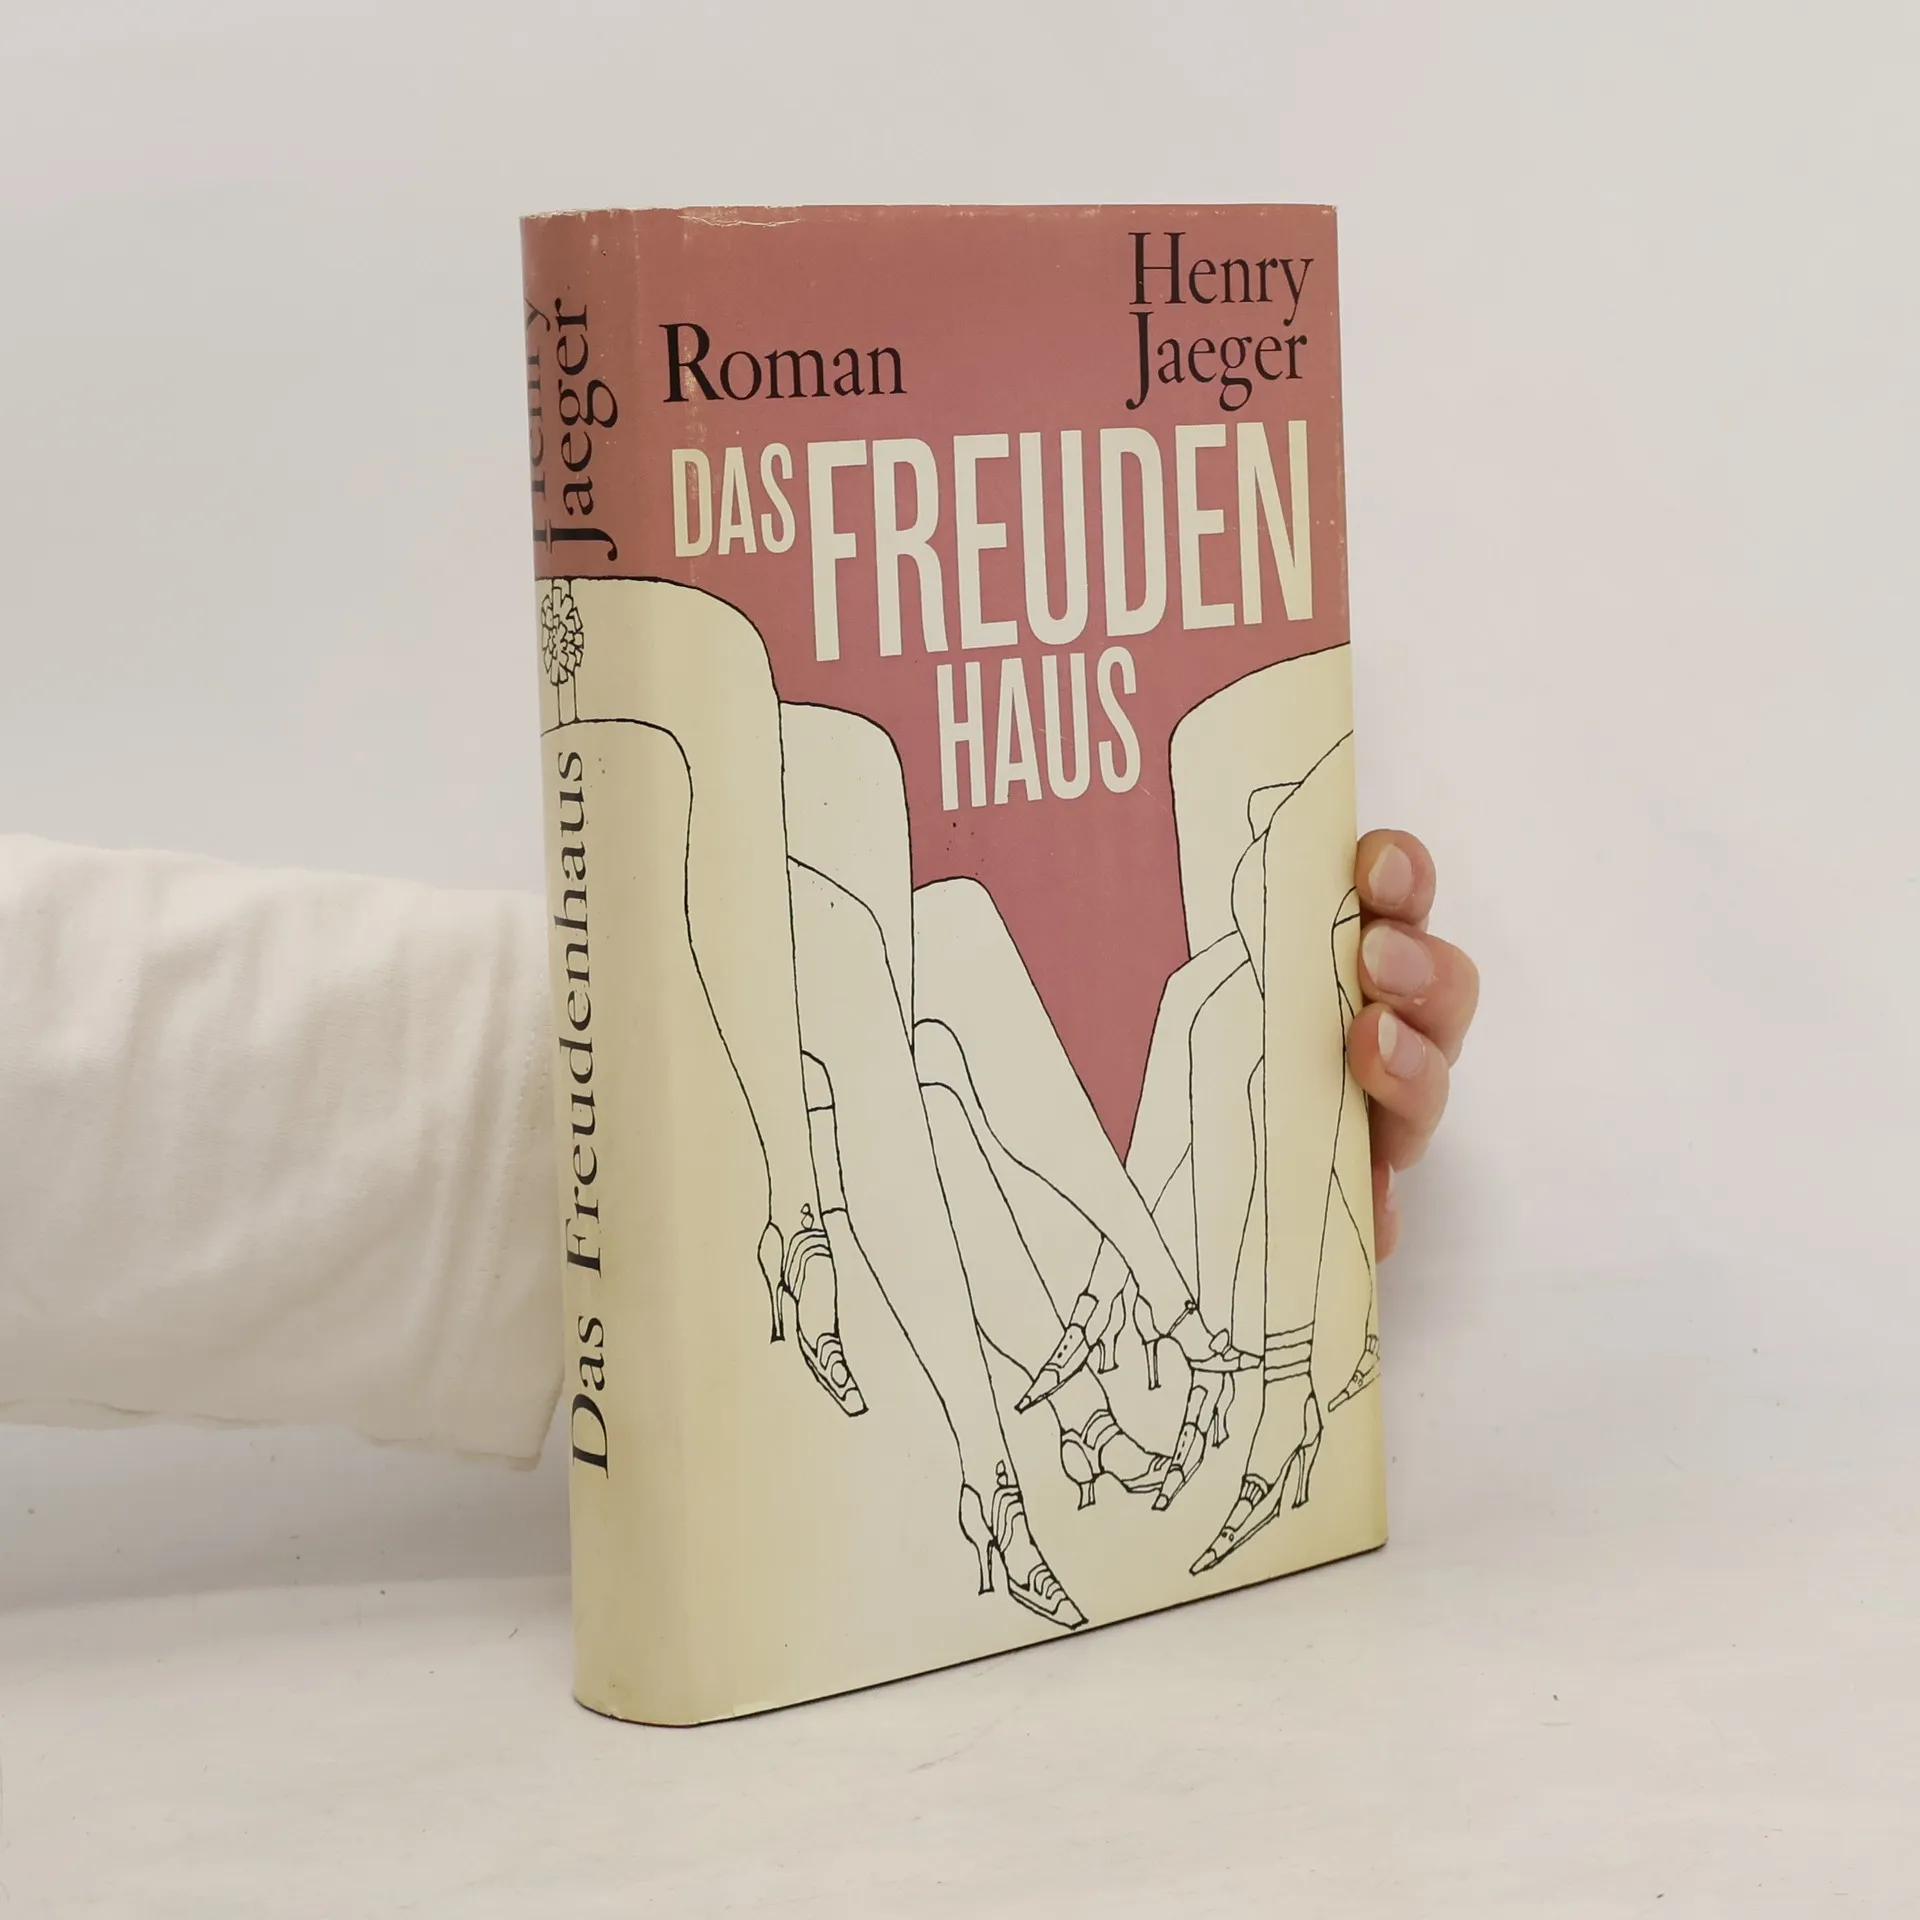 Henry
Jaeger
Roman
DAS FREUDEN
HAUS
Henry
Jaeger
Das Freudenhaus